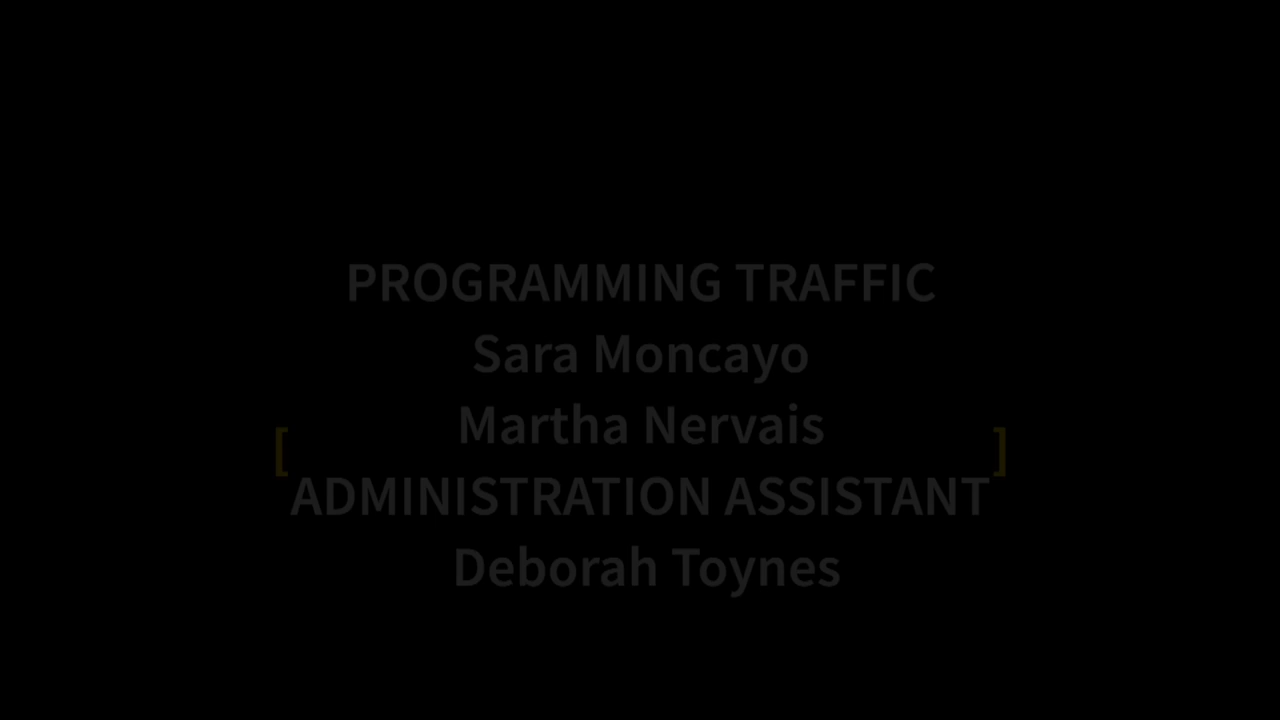 PROGRAMMING TRAFFIC
Sara Moncayo
Martha Nervais
[ ]
ADMINISTRATION ASSISTANT
Deborah Toynes